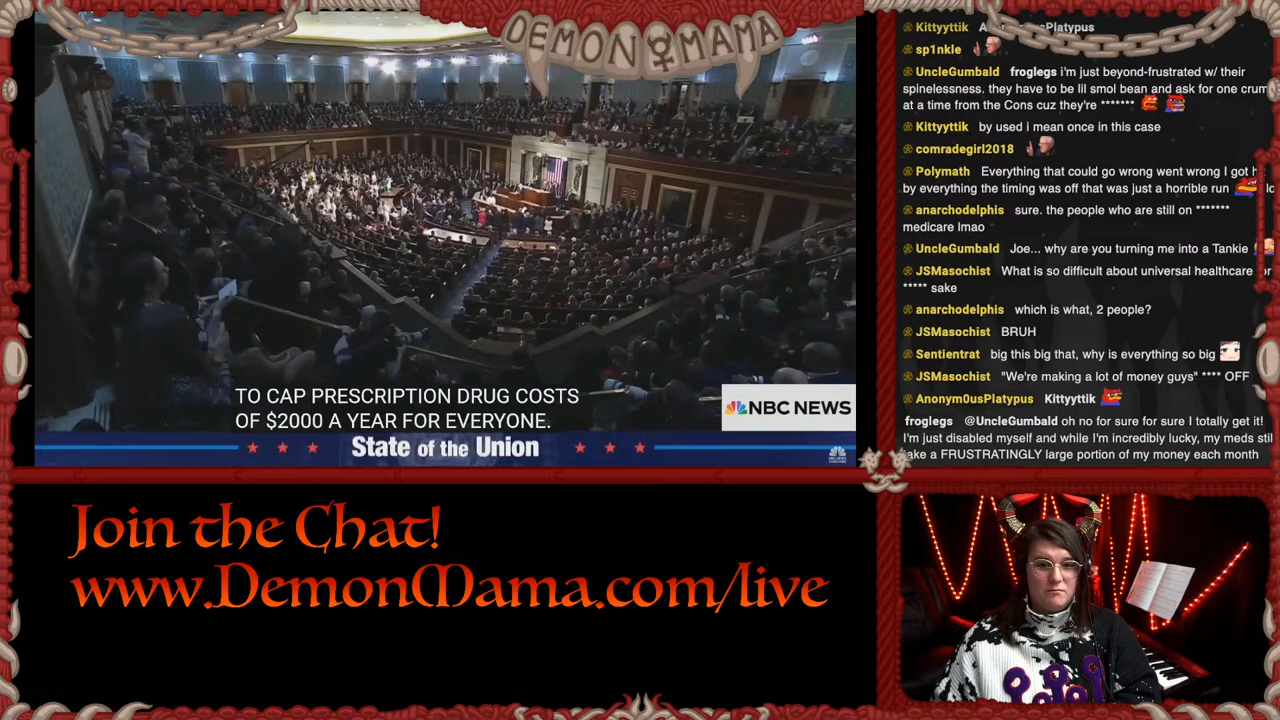 DEMON MAMA
TO CAP PRESCRIPTION DRUG COSTS
OF $2000 A YEAR FOR EVERYONE.
NBC NEWS
State of the Union
Kittyyttik
sp1nkle
UncleGumbald froglegs i'm just beyond-frustrated w/ their
spinelessness. they have to be lil smol bean and ask for one
at a time from the Cons cuz they're *******
Kittyyttik by used i mean once in this case
comradegirl2018
Polymath Everything that could go wrong went wrong I got
by everything the timing was off that was just a horrible run
anarchodelphis sure. the people who are still on *******
medicare lmao
UncleGumbald Joe... why are you turning me into a Tankie
JSMasochist What is so difficult about universal healthcare
***** sake
anarchodelphis which is what, 2 people?
JSMasochist BRUH
Sentientrat big this big that, why is everything so big
JSMasochist "We're making a lot of money guys" **** OFF
Anonym0usPlatypus Kittyyttik
froglegs @UncleGumbald oh no for sure for sure I totally get it!
I'm just disabled myself and while I'm incredibly lucky, my meds
take a FRUSTRATINGLY large portion of my money each month
Join the Chat!
www.DemonMama.com/live